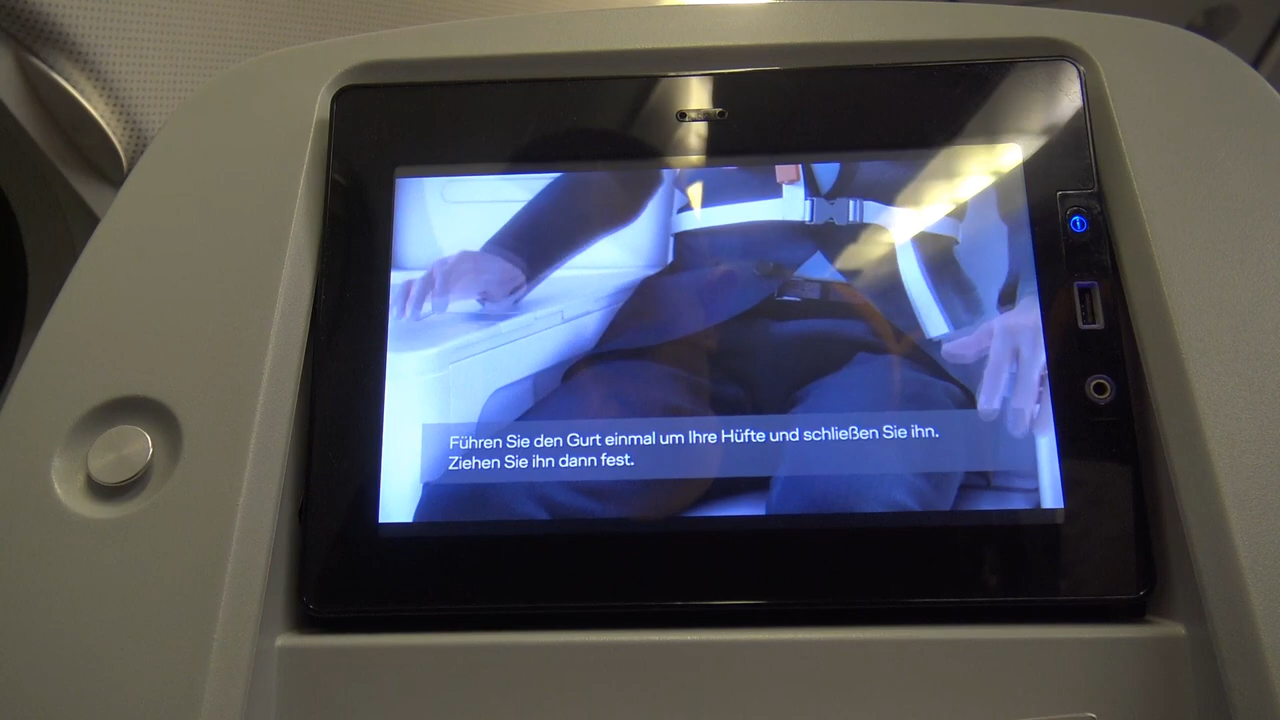 Führen Sie den Gurt einmal um Ihre Hüfte und schließen Sie ihn.
Ziehen Sie ihn dann fest.